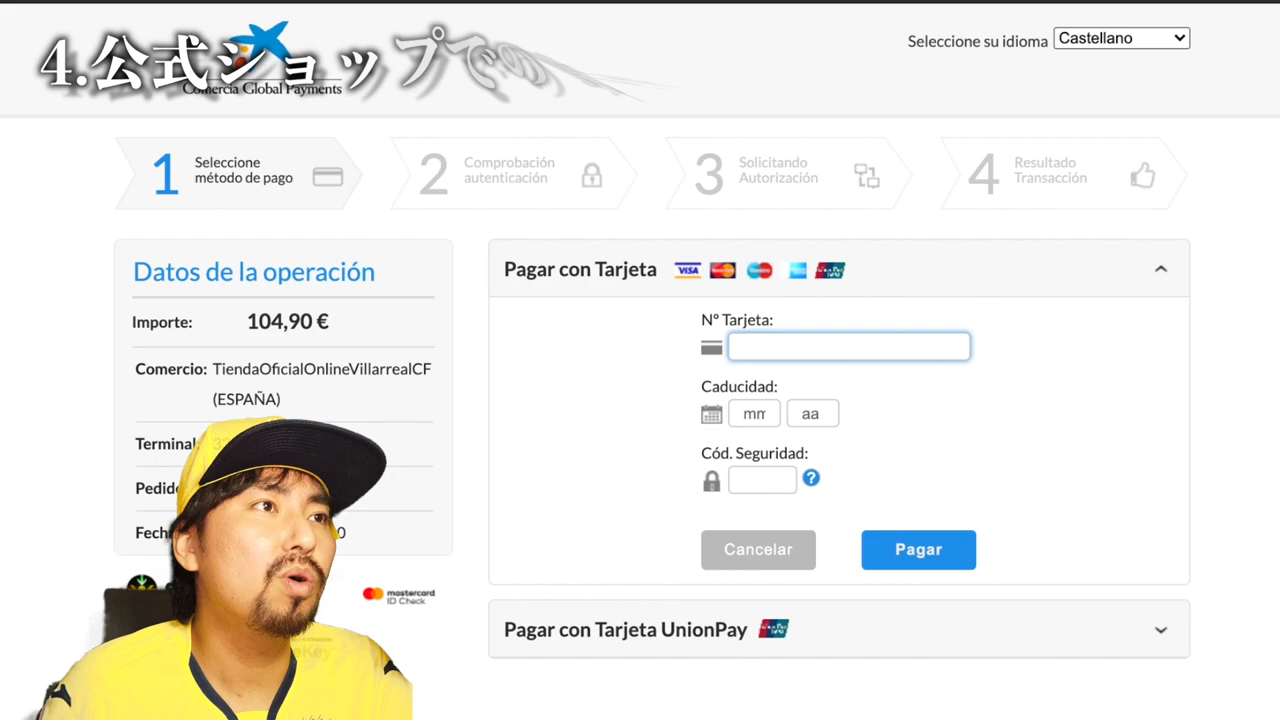 4.公式ショップでの
Comercia Global Payments
Seleccione su idioma
Castellano
1
Seleccione
método de pago
2
Comprobación
autenticación
3
Solicitando
Autorización
4
Resultado
Transacción
Datos de la operación
Importe: 104,90 €
Comercio: TiendaOficialOnlineVillarrealCF
(ESPAÑA)
Terminal:
Pagar con Tarjeta
VISA
Nº Tarjeta:
Caducidad:
mm
aa
Cód. Seguridad:
?
Cancelar
Pagar
mastercard
ID Check
Pagar con Tarjeta UnionPay